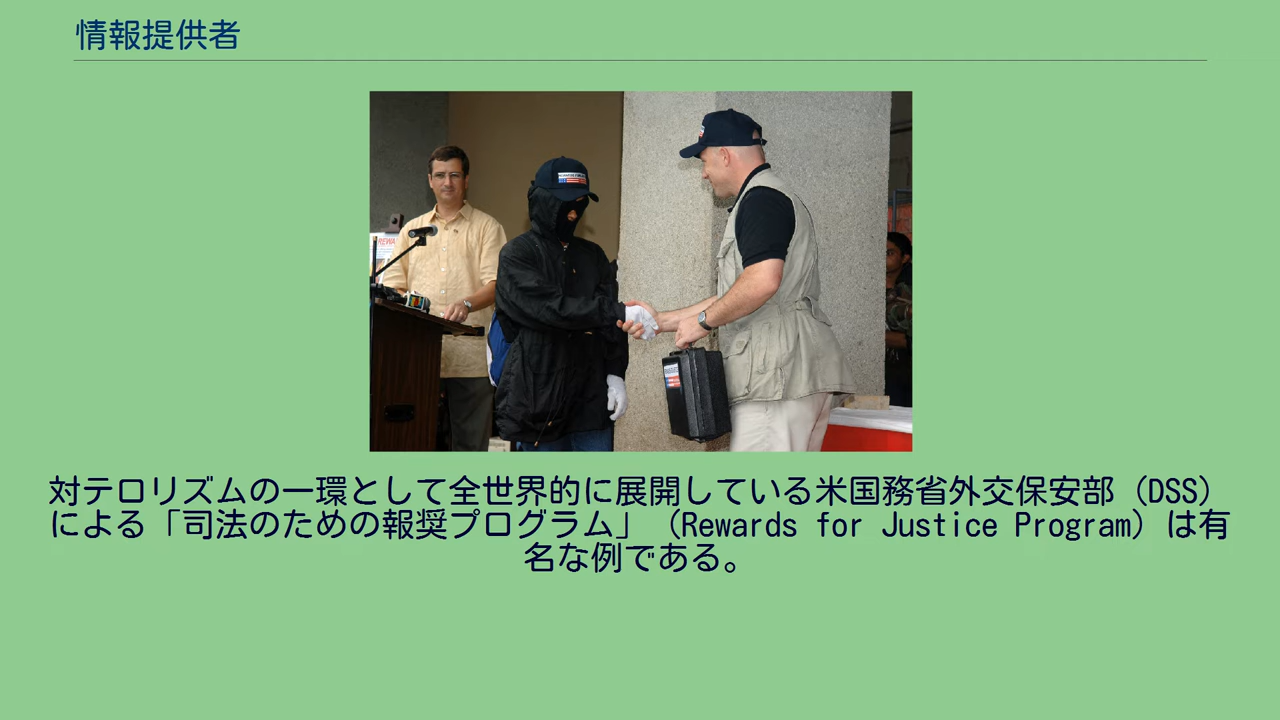 情報提供者
REWA
対テロリズムの一環として全世界的に展開している米国務省外交保安部（DSS）
による「司法のための報奨プログラム」（Rewards for Justice Program）は有
名な例である。